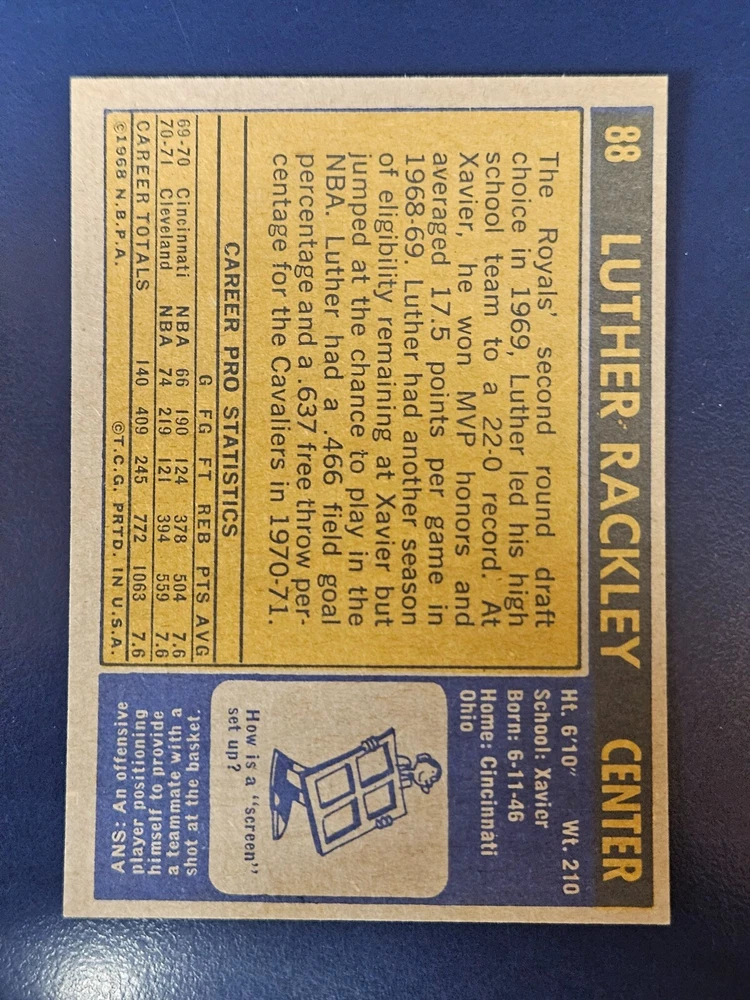 88 LUTHER RACKLEY CENTER
The Royals' second round draft
choice in 1969, Luther led his high
school team to a 22-0 record. At
Xavier, he won MVP honors and
averaged 17.5 points per game in
1968-69. Luther had another season
of eligibility remaining at Xavier but
jumped at the chance to play in the
NBA. Luther had a .466 field goal
percentage and a .637 free throw per-
centage for the Cavaliers in 1970-71.
CAREER PRO STATISTICS
G FG FT REB PTS AVG
69-70 Cincinnati NBA 66 190 124 378 504 7.6
70-71 Cleveland NBA 74 219 121 394 559 7.6
CAREER TOTALS 140 409 245 772 1063 7.6
©1968 N.B.P.A. ©T.C.G. PRTD. IN U.S.A.
Ht. 6'10" Wt. 210
School: Xavier
Born: 6-11-46
Home: Cincinnati
Ohio
How is a "screen"
set up?
ANS: An offensive
player positioning
himself to provide
a teammate with a
shot at the basket.